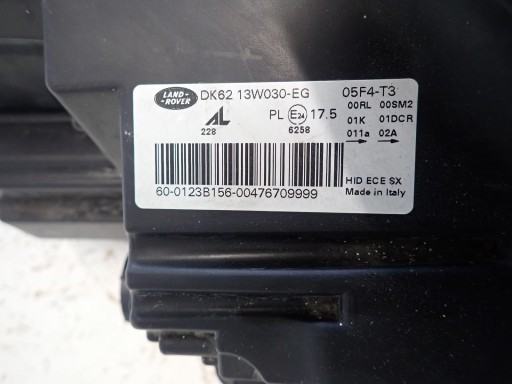 LAND-ROVER DK62 13W030-EG 05F4-T3
AL 228 PL E24 17.5 6258
00RL 00SM2
01K 01DCR
011a 02A
60-0123B156-00476709999
HID ECE SX
Made in Italy